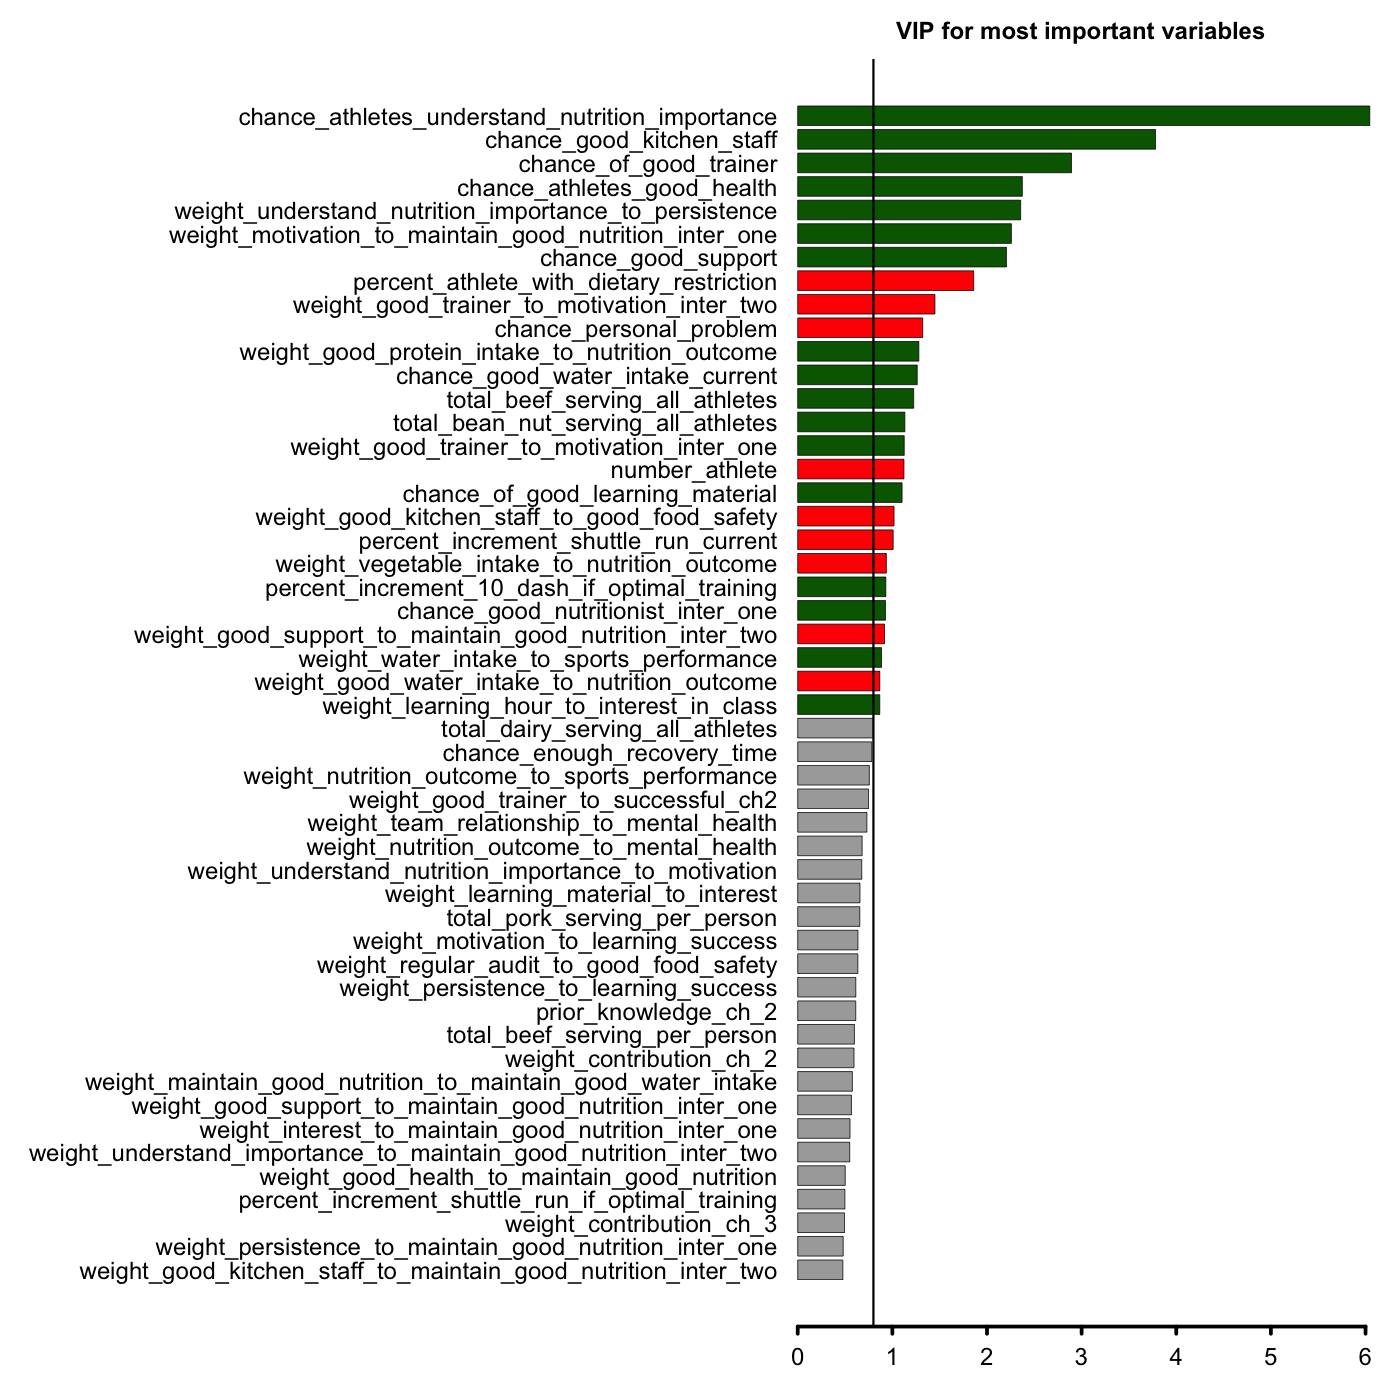 VIP for most important variables
chance_athletes_understand_nutrition_importance
chance_good_kitchen_staff
chance_of_good_trainer
chance_athletes_good_health
weight_understand_nutrition_importance_to_persistence
weight_motivation_to_maintain_good_nutrition_inter_one
chance_good_support
percent_athlete_with_dietary_restriction
weight_good_trainer_to_motivation_inter_two
chance_personal_problem
weight_good_protein_intake_to_nutrition_outcome
chance_good_water_intake_current
total_beef_serving_all_athletes
total_bean_nut_serving_all_athletes
weight_good_trainer_to_motivation_inter_one
number_athlete
chance_of_good_learning_material
weight_good_kitchen_staff_to_good_food_safety
percent_increment_shuttle_run_current
weight_vegetable_intake_to_nutrition_outcome
percent_increment_10_dash_if_optimal_training
chance_good_nutritionist_inter_one
weight_good_support_to_maintain_good_nutrition_inter_two
weight_water_intake_to_sports_performance
weight_good_water_intake_to_nutrition_outcome
weight_learning_hour_to_interest_in_class
total_dairy_serving_all_athletes
chance_enough_recovery_time
weight_nutrition_outcome_to_sports_performance
weight_good_trainer_to_successful_ch2
weight_team_relationship_to_mental_health
weight_nutrition_outcome_to_mental_health
weight_understand_nutrition_importance_to_motivation
weight_learning_material_to_interest
total_pork_serving_per_person
weight_motivation_to_learning_success
weight_regular_audit_to_good_food_safety
weight_persistence_to_learning_success
prior_knowledge_ch_2
total_beef_serving_per_person
weight_contribution_ch_2
weight_maintain_good_nutrition_to_maintain_good_water_intake
weight_good_support_to_maintain_good_nutrition_inter_one
weight_interest_to_maintain_good_nutrition_inter_one
weight_understand_importance_to_maintain_good_nutrition_inter_two
weight_good_health_to_maintain_good_nutrition
percent_increment_shuttle_run_if_optimal_training
weight_contribution_ch_3
weight_persistence_to_maintain_good_nutrition_inter_one
weight_good_kitchen_staff_to_maintain_good_nutrition_inter_two
0 1 2 3 4 5 6